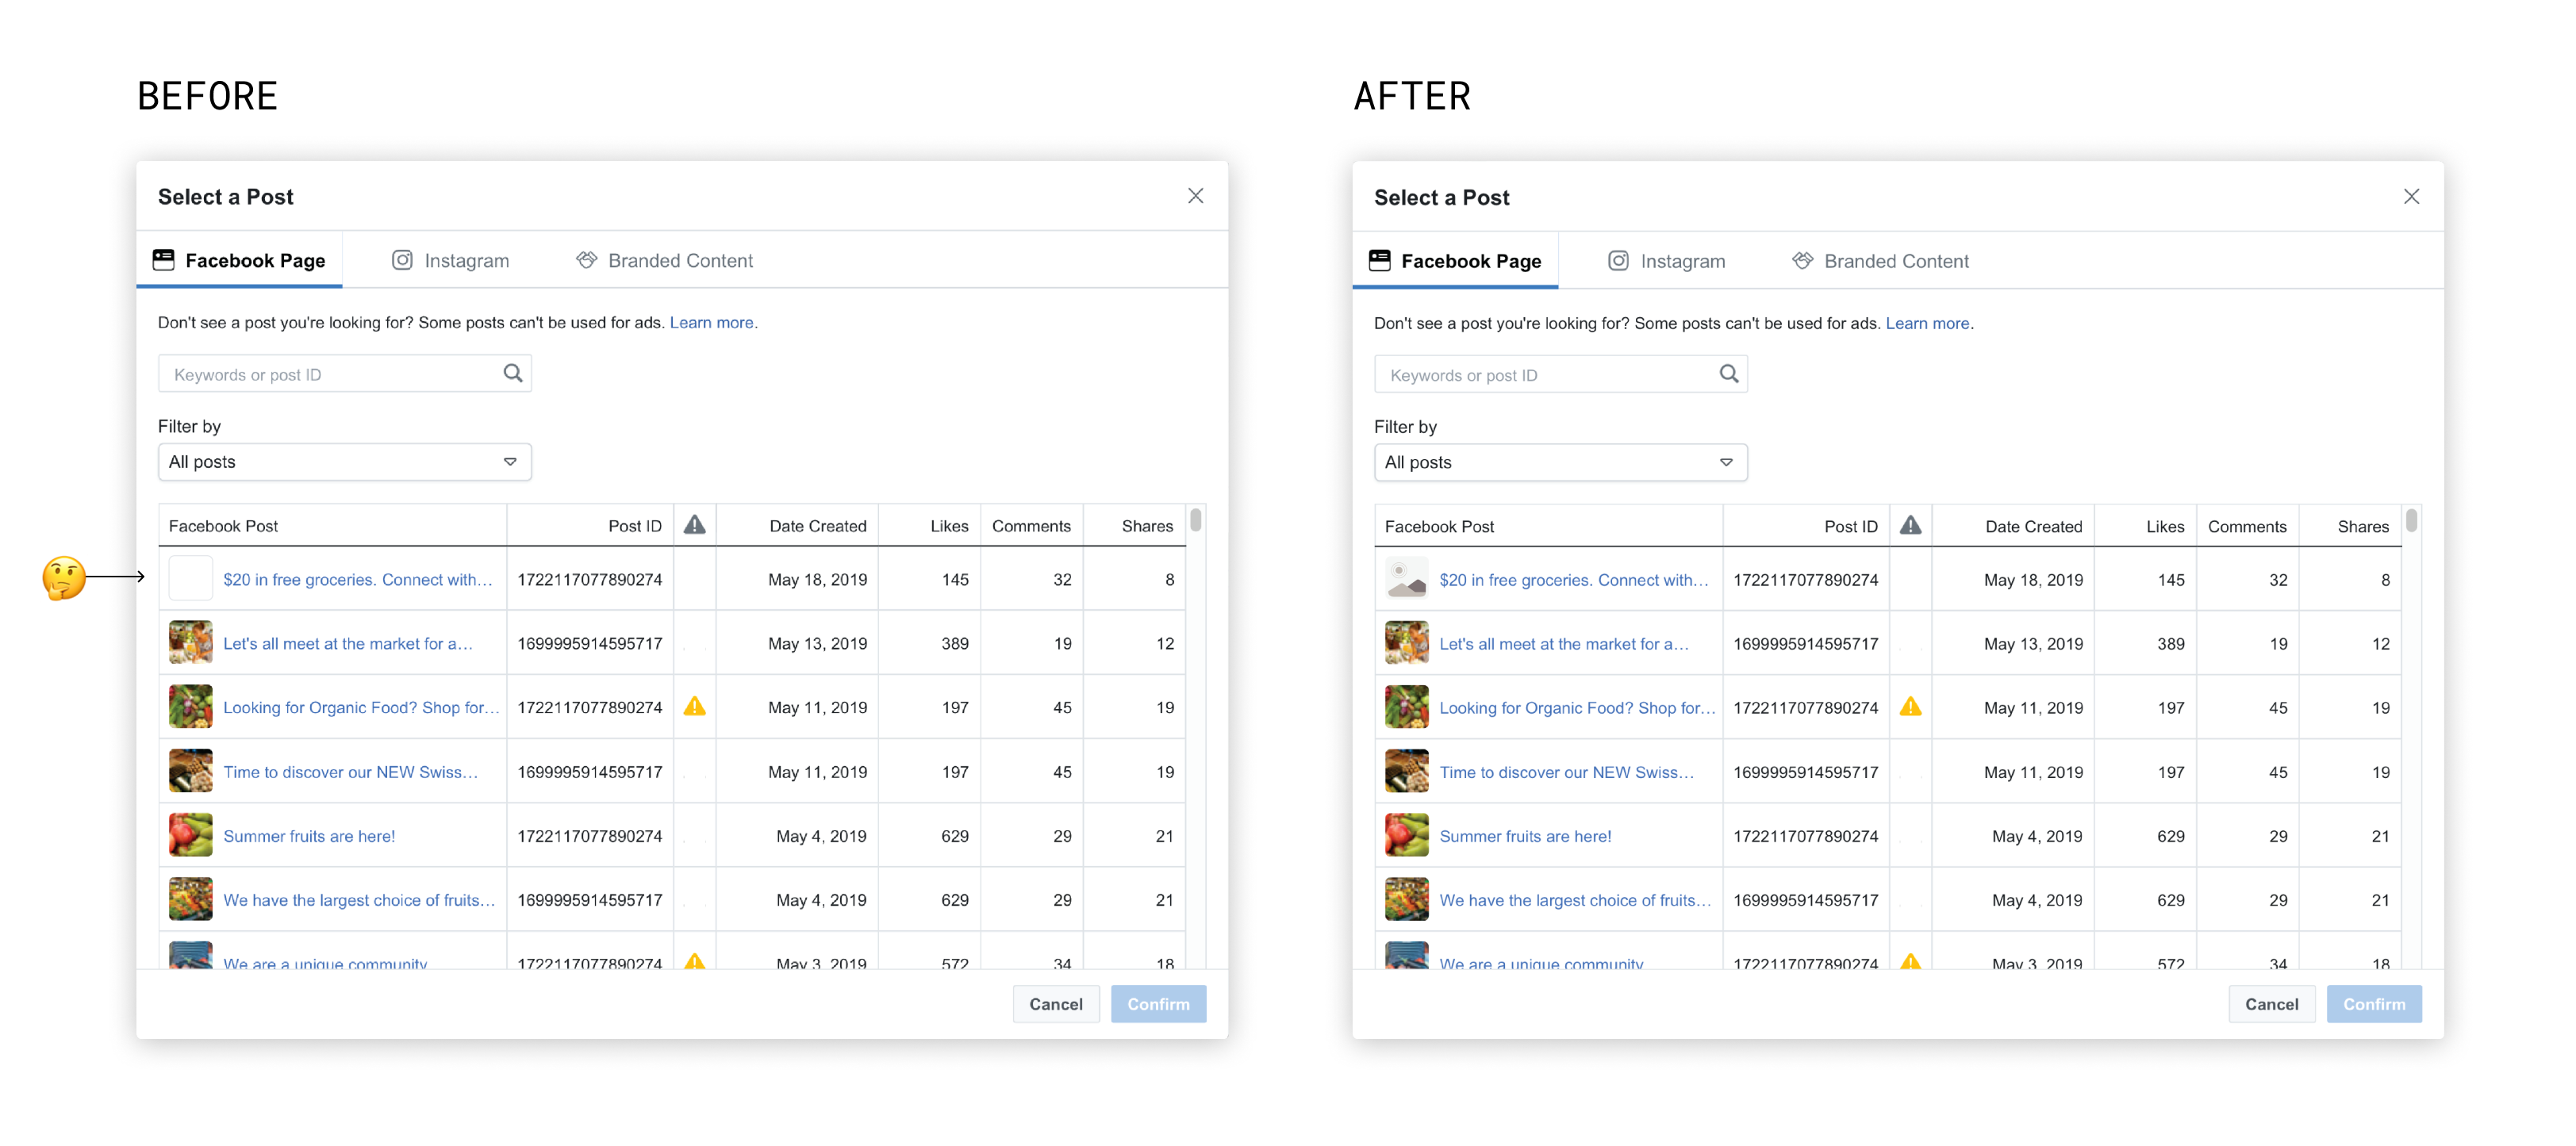 BEFORE
Select a Post
Facebook Page Instagram Branded Content
Don't see a post you're looking for? Some posts can't be used for ads. Learn more.
Keywords or post ID
Filter by
All posts
Facebook Post Post ID Date Created Likes Comments Shares
$20 in free groceries. Connect with... 1722117077890274 May 18, 2019 145 32 8
Let's all meet at the market for a... 1699995914595717 May 13, 2019 389 19 12
Looking for Organic Food? Shop for... 1722117077890274 May 11, 2019 197 45 19
Time to discover our NEW Swiss... 1699995914595717 May 11, 2019 197 45 19
Summer fruits are here! 1722117077890274 May 4, 2019 629 29 21
We have the largest choice of fruits... 1699995914595717 May 4, 2019 629 29 21
We are a unique community 1722117077890274 May 3, 2019 572 34 18
Cancel Confirm
AFTER
Select a Post
Facebook Page Instagram Branded Content
Don't see a post you're looking for? Some posts can't be used for ads. Learn more.
Keywords or post ID
Filter by
All posts
Facebook Post Post ID Date Created Likes Comments Shares
$20 in free groceries. Connect with... 1722117077890274 May 18, 2019 145 32 8
Let's all meet at the market for a... 1699995914595717 May 13, 2019 389 19 12
Looking for Organic Food? Shop for... 1722117077890274 May 11, 2019 197 45 19
Time to discover our NEW Swiss... 1699995914595717 May 11, 2019 197 45 19
Summer fruits are here! 1722117077890274 May 4, 2019 629 29 21
We have the largest choice of fruits... 1699995914595717 May 4, 2019 629 29 21
We are a unique community 1722117077890274 May 3, 2019 572 34 18
Cancel Confirm